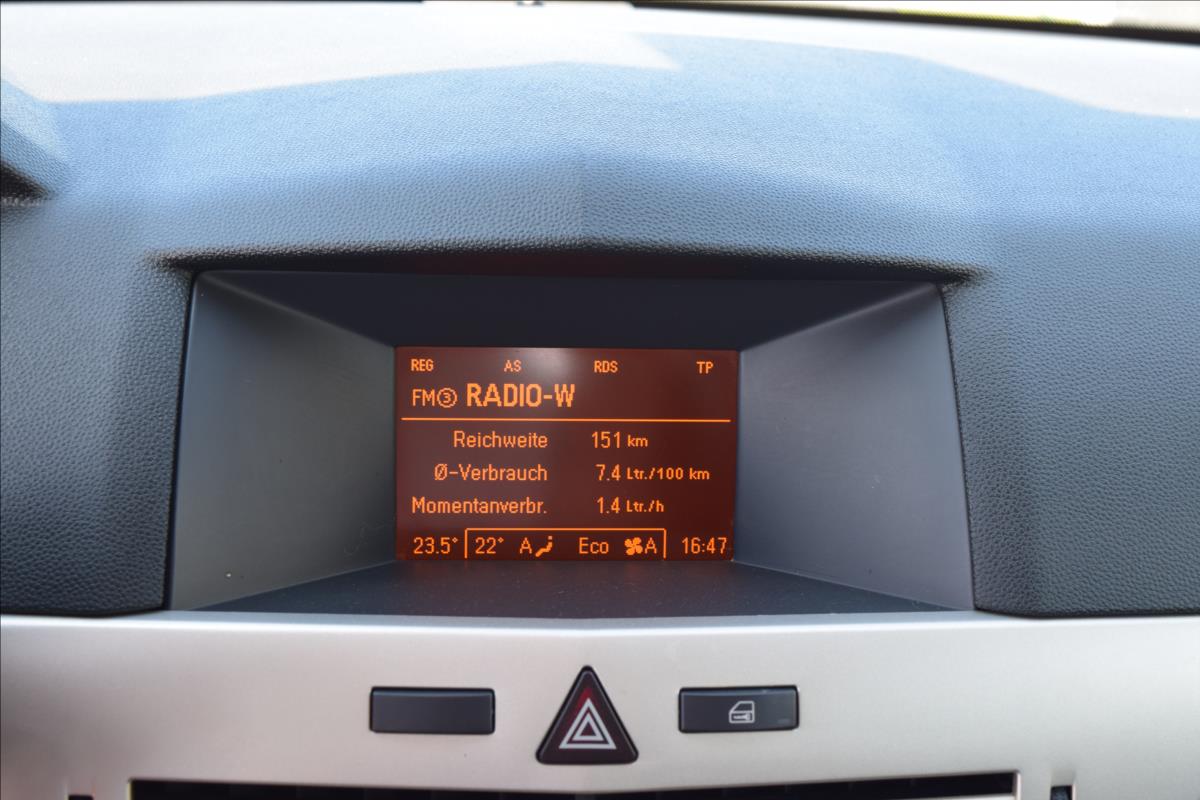 REG AS RDS TP
FM③ RADIO-W
Reichweite 151 km
Ø-Verbrauch 7.4 Ltr./100 km
Momentanverbr. 1.4 Ltr./h
23.5° 22° A Eco A 16:47